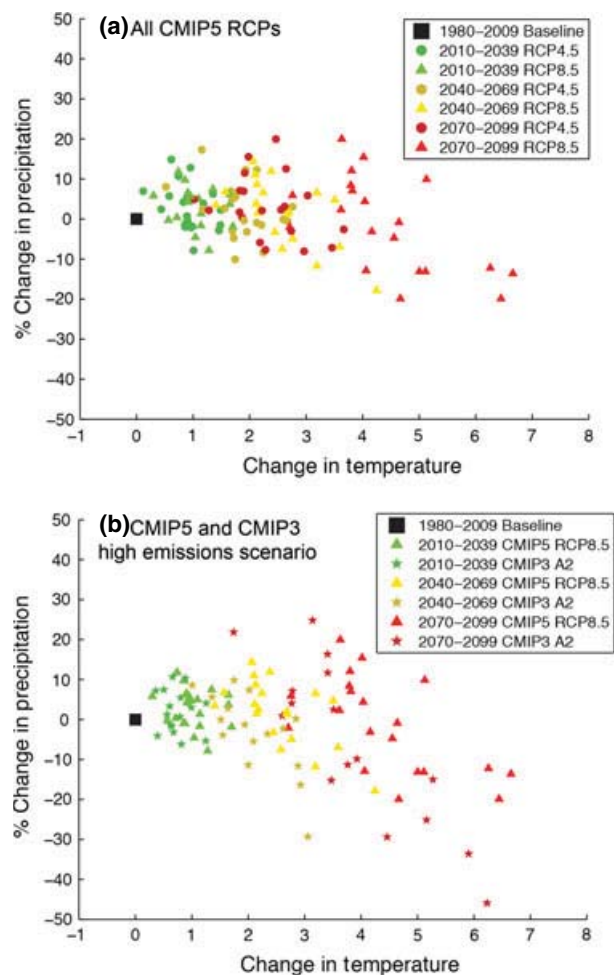 (a) All CMIP5 RCPs
1980−2009 Baseline
2010−2039 RCP4.5
2010−2039 RCP8.5
2040−2069 RCP4.5
2040−2069 RCP8.5
2070−2099 RCP4.5
2070−2099 RCP8.5
50
40
30
20
10
0
−10
−20
−30
−40
−50
% Change in precipitation
−1 0 1 2 3 4 5 6 7 8
Change in temperature
(b) CMIP5 and CMIP3
high emissions scenario
1980−2009 Baseline
2010−2039 CMIP5 RCP8.5
2010−2039 CMIP3 A2
2040−2069 CMIP5 RCP8.5
2040−2069 CMIP3 A2
2070−2099 CMIP5 RCP8.5
2070−2099 CMIP3 A2
50
40
30
20
10
0
−10
−20
−30
−40
−50
% Change in precipitation
−1 0 1 2 3 4 5 6 7 8
Change in temperature